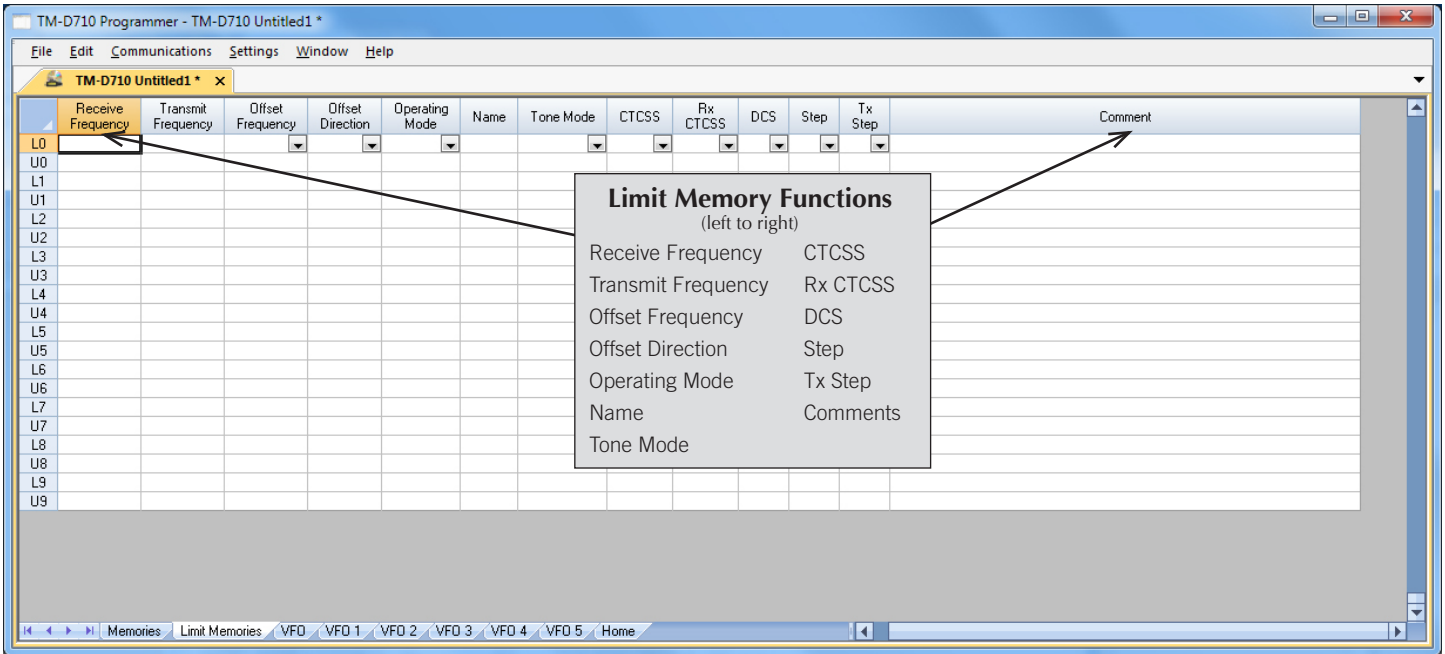 TM-D710 Programmer - TM-D710 Untitled1 *
File Edit Communications Settings Window Help
TM-D710 Untitled1 * X
Receive Frequency Transmit Frequency Offset Frequency Offset Direction Operating Mode Name Tone Mode CTCSS Rx CTCSS DCS Step Tx Step Comment
L0
U0
L1
U1
L2
U2
L3
U3
L4
U4
L5
U5
L6
U6
L7
U7
L8
U8
L9
U9
Limit Memory Functions
(left to right)
Receive Frequency CTCSS
Transmit Frequency Rx CTCSS
Offset Frequency DCS
Offset Direction Step
Operating Mode Tx Step
Name Comments
Tone Mode
Memories Limit Memories VFO VFO 1 VFO 2 VFO 3 VFO 4 VFO 5 Home